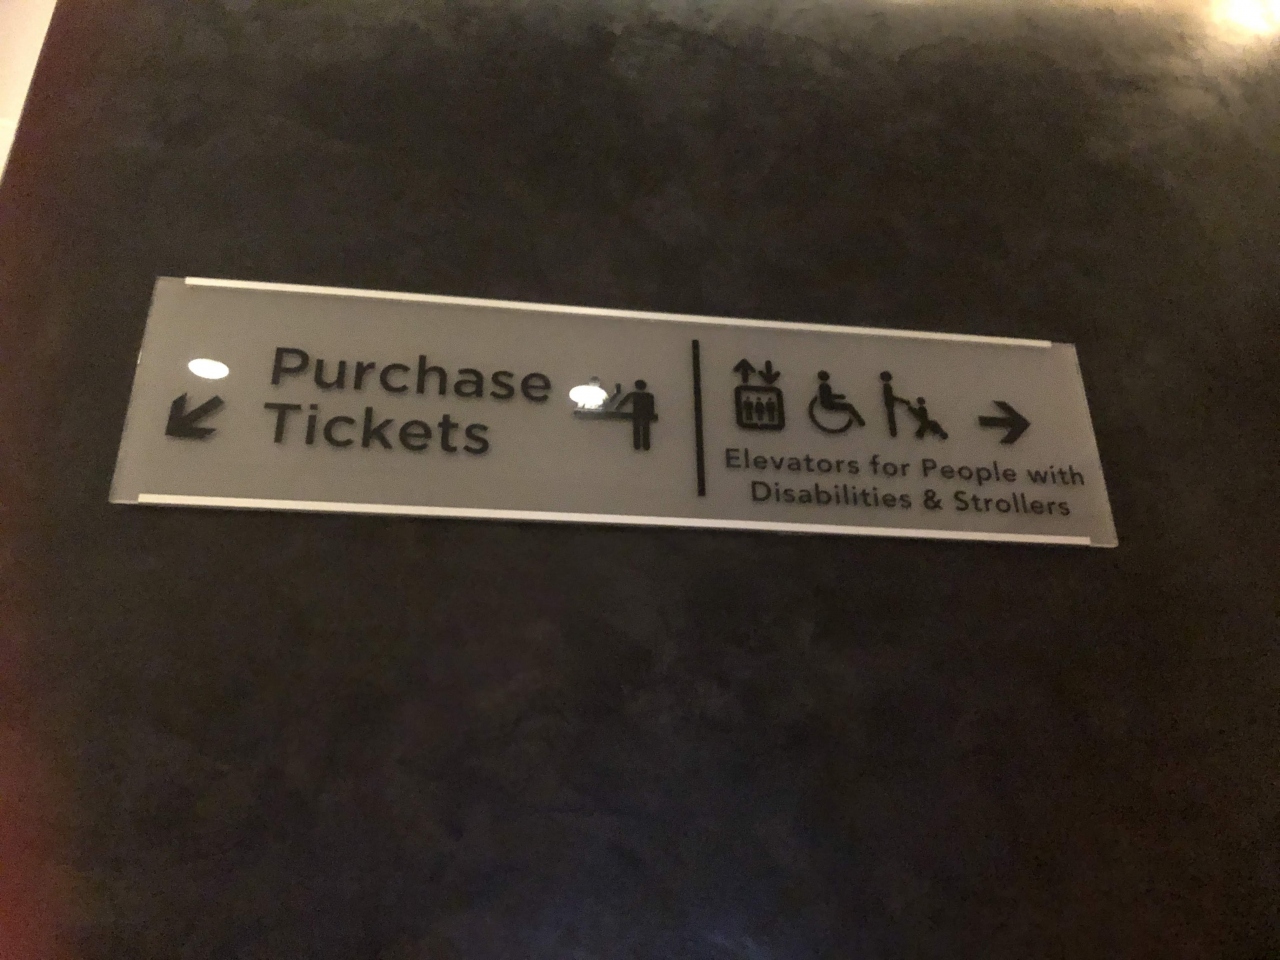 Purchase
Tickets
Elevators for People with
Disabilities & Strollers